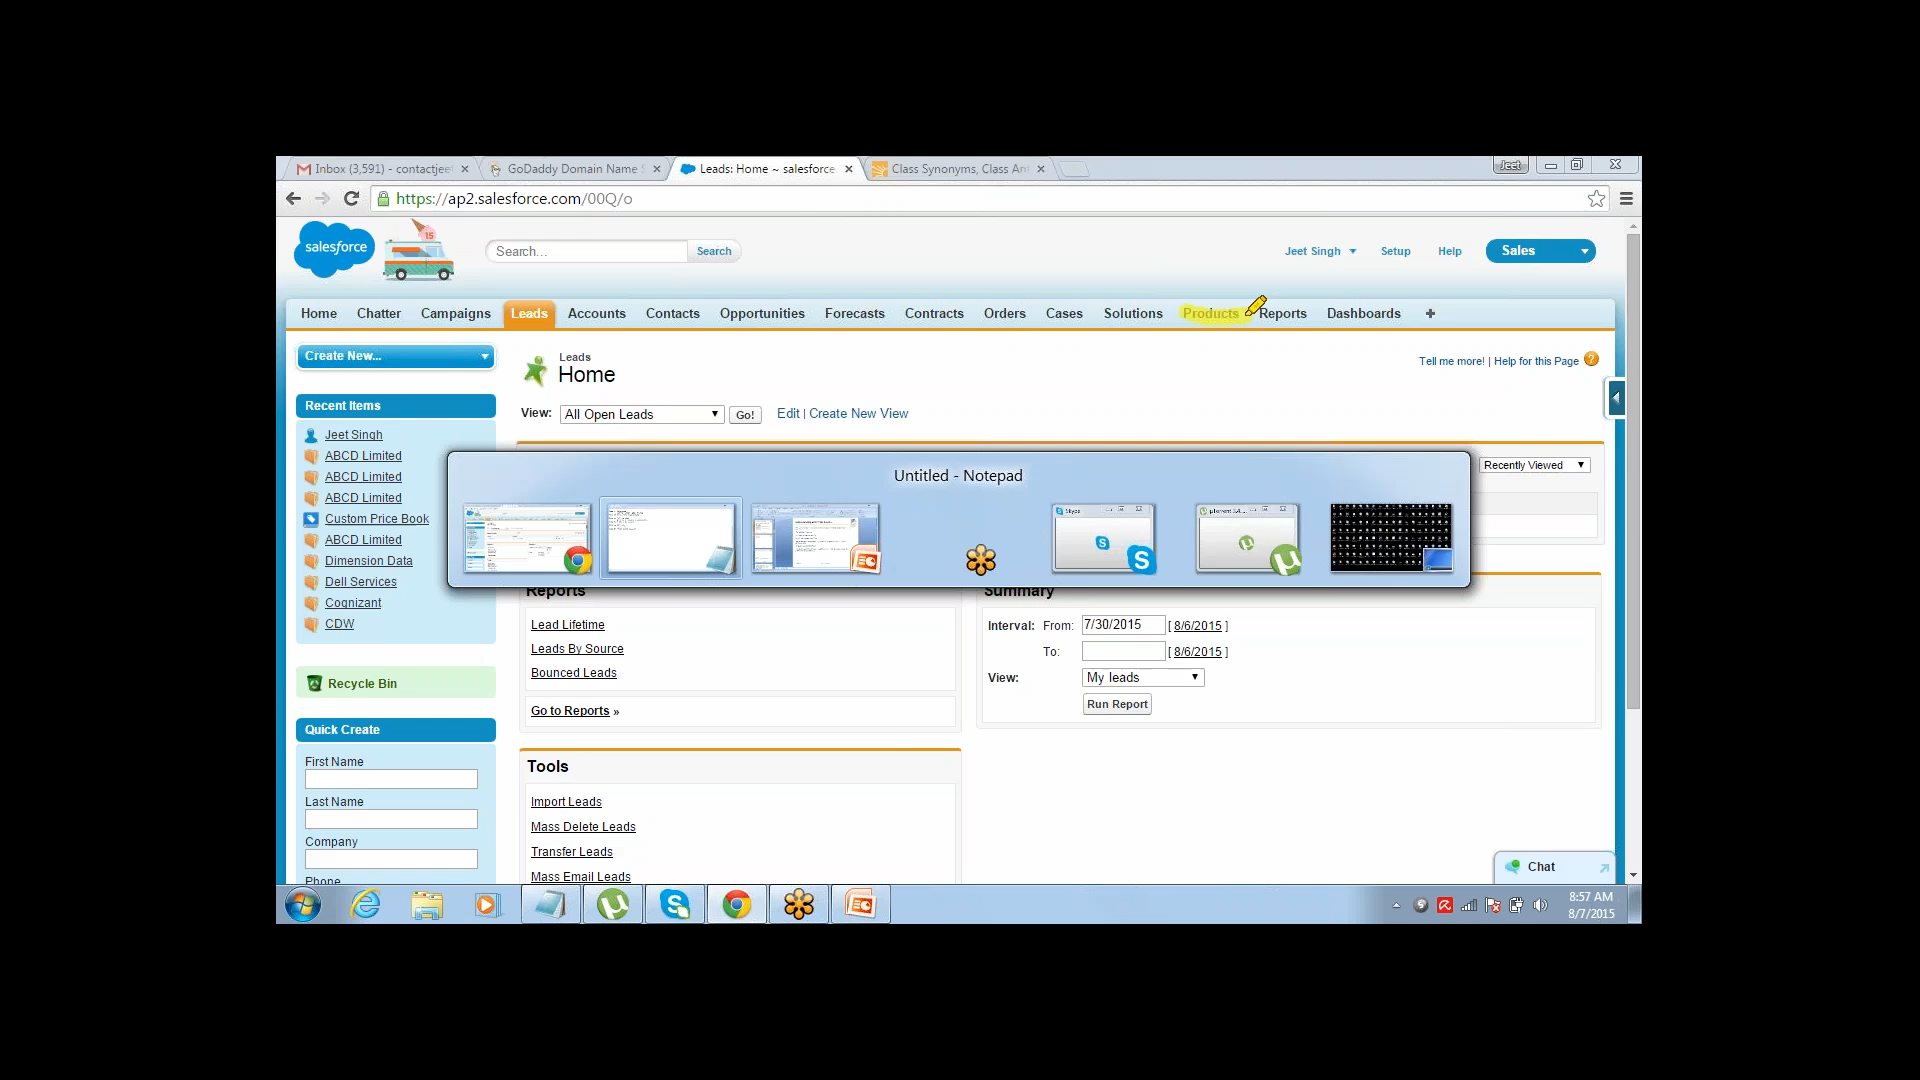 Inbox (3,591) - contactjeet
GoDaddy Domain Name S
Leads: Home ~ salesforce.
Class Synonyms, Class Ant
Jeet
https://ap2.salesforce.com/00Q/o
salesforce
15
Search...
Search
Jeet Singh
Setup
Help
Sales
Home
Chatter
Campaigns
Leads
Accounts
Contacts
Opportunities
Forecasts
Contracts
Orders
Cases
Solutions
Products
Reports
Dashboards
+
Create New...
Leads
Home
Tell me more! | Help for this Page
View: All Open Leads Go! Edit | Create New View
Recent Items
Jeet Singh
ABCD Limited
ABCD Limited
ABCD Limited
Custom Price Book
ABCD Limited
Dimension Data
Dell Services
Cognizant
CDW
Recycle Bin
Quick Create
First Name
Last Name
Company
Phone
Recently Viewed
Untitled - Notepad
Skype
Reports
Lead Lifetime
Leads By Source
Bounced Leads
Go to Reports »
Summary
Interval: From: 7/30/2015 [ 8/6/2015 ]
To: [ 8/6/2015 ]
View: My leads
Run Report
Tools
Import Leads
Mass Delete Leads
Transfer Leads
Mass Email Leads
Chat
8:57 AM
8/7/2015